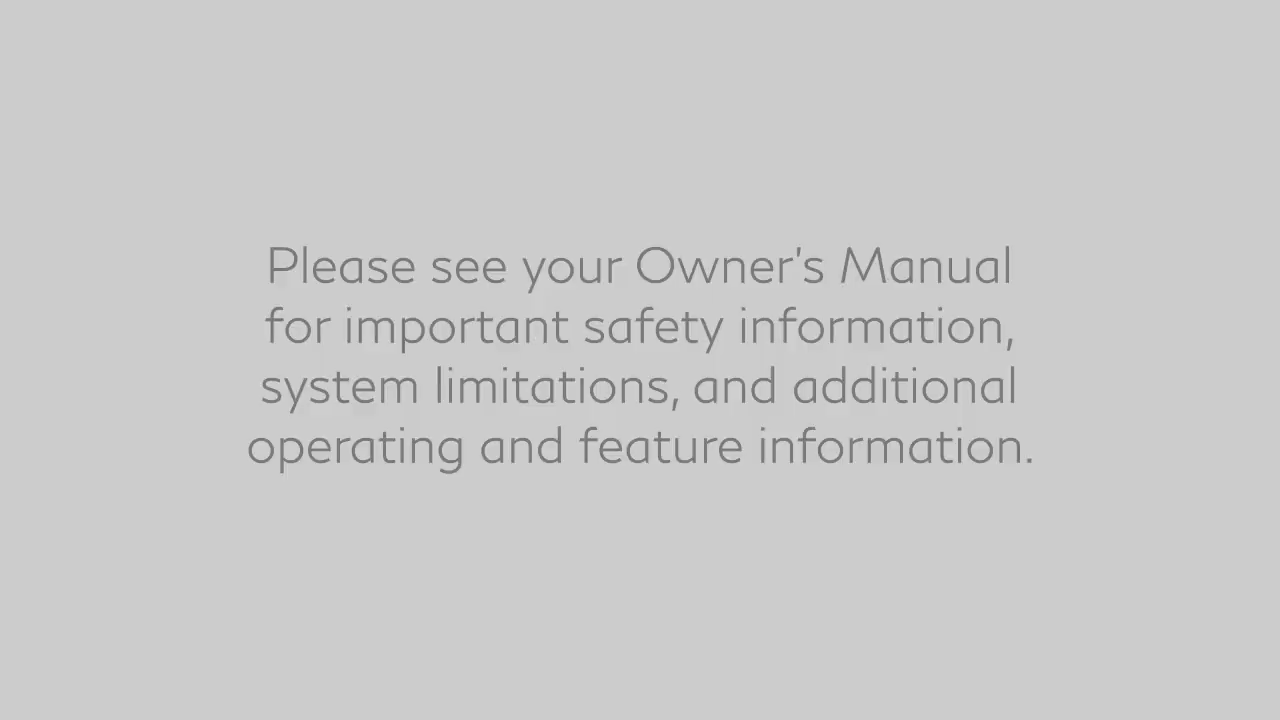 Please see your Owner's Manual
for important safety information,
system limitations, and additional
operating and feature information.